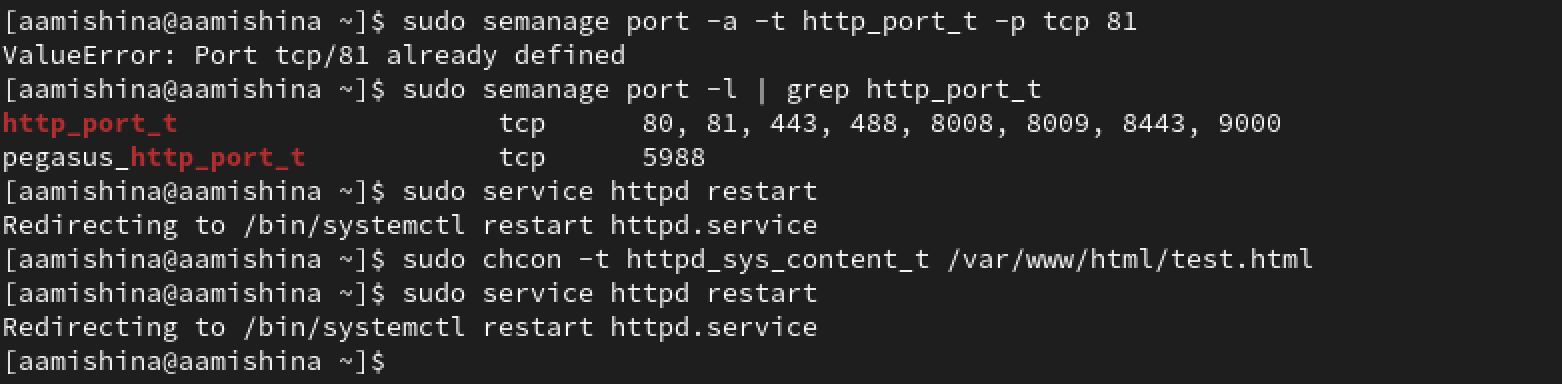 [aamishina@aamishina ~]$ sudo semanage port -a -t http_port_t -p tcp 81
ValueError: Port tcp/81 already defined
[aamishina@aamishina ~]$ sudo semanage port -l | grep http_port_t
http_port_t                    tcp      80, 81, 443, 488, 8008, 8009, 8443, 9000
pegasus_http_port_t            tcp      5988
[aamishina@aamishina ~]$ sudo service httpd restart
Redirecting to /bin/systemctl restart httpd.service
[aamishina@aamishina ~]$ sudo chcon -t httpd_sys_content_t /var/www/html/test.html
[aamishina@aamishina ~]$ sudo service httpd restart
Redirecting to /bin/systemctl restart httpd.service
[aamishina@aamishina ~]$